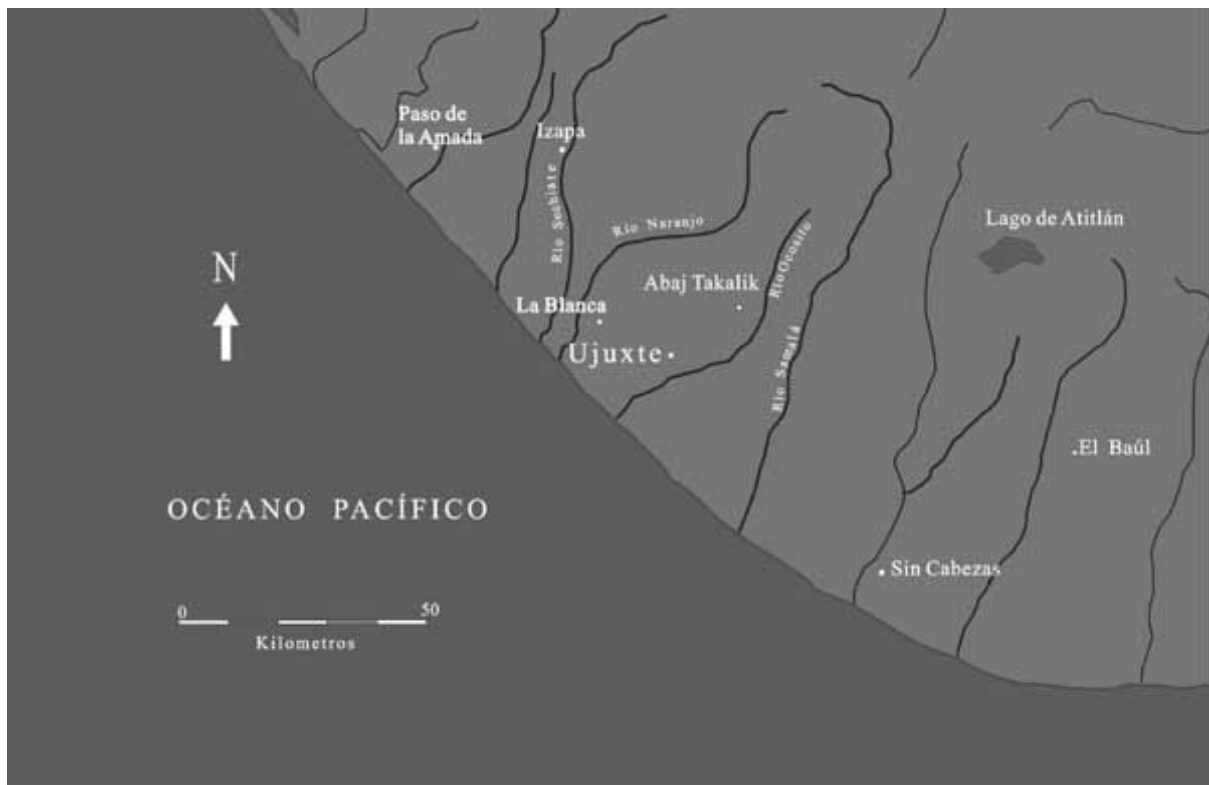 Paso de
la Amada
Izapa
Río Suchiate
Río Naranjo
Lago de Atitlán
N
Abaj Takalik
Río Ocosito
La Blanca
Ujuxte
Río Samalá
El Baúl
OCÉANO PACÍFICO
Sin Cabezas
0 50
Kilometros